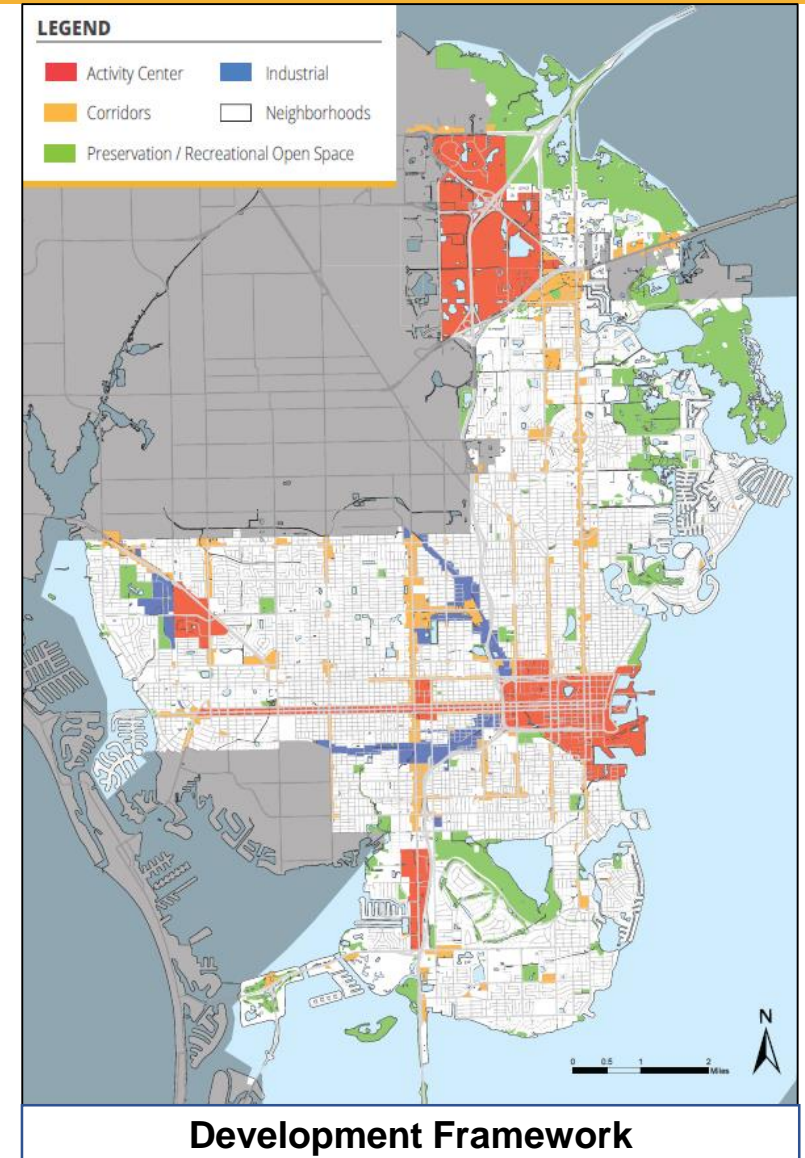 LEGEND
Activity Center
Industrial
Corridors
Neighborhoods
Preservation / Recreational Open Space
N
0 0.5 1 2
Miles
Development Framework